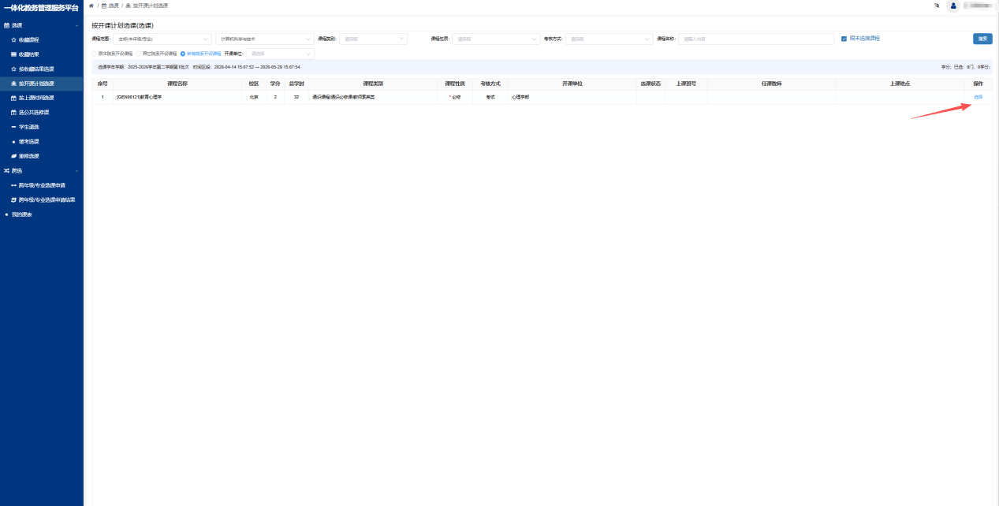 一体化教务管理服务平台
选课
收藏课程
收藏结果
按收藏结果选课
按开课计划选课
按上课时间选课
选公共选修课
学生退选
缓考选课
重修选课
跨选
跨年级/专业选课申请
跨年级/专业选课申请结果
我的课表
/ 选课 / 按开课计划选课
按开课计划选课(选课)
课程范围: 主修(本年级/专业) 计算机科学与技术 课程类别: 请选择 课程性质: 请选择 考核方式: 请选择 课程名称: 请输入内容 限未选满课程 搜索
限本院系开设课程 其它院系开设课程 所有院系开设课程 开课单位: 请选择
选课学年学期: 2025-2026学年第二学期第1批次 时间区段: 2026-04-14 15:07:52 — 2026-05-29 15:07:54 学分: 已选: 0门, 0学分;
序号 课程名称 校区 学分 总学时 课程类别 课程性质 考核方式 开课单位 选课状态 上课班号 任课教师 上课地点 操作
1 [GEN06121]教育心理学 北京 2 32 通识课程/通识必修课/教师素养类 * 必修 考试 心理学部 选择